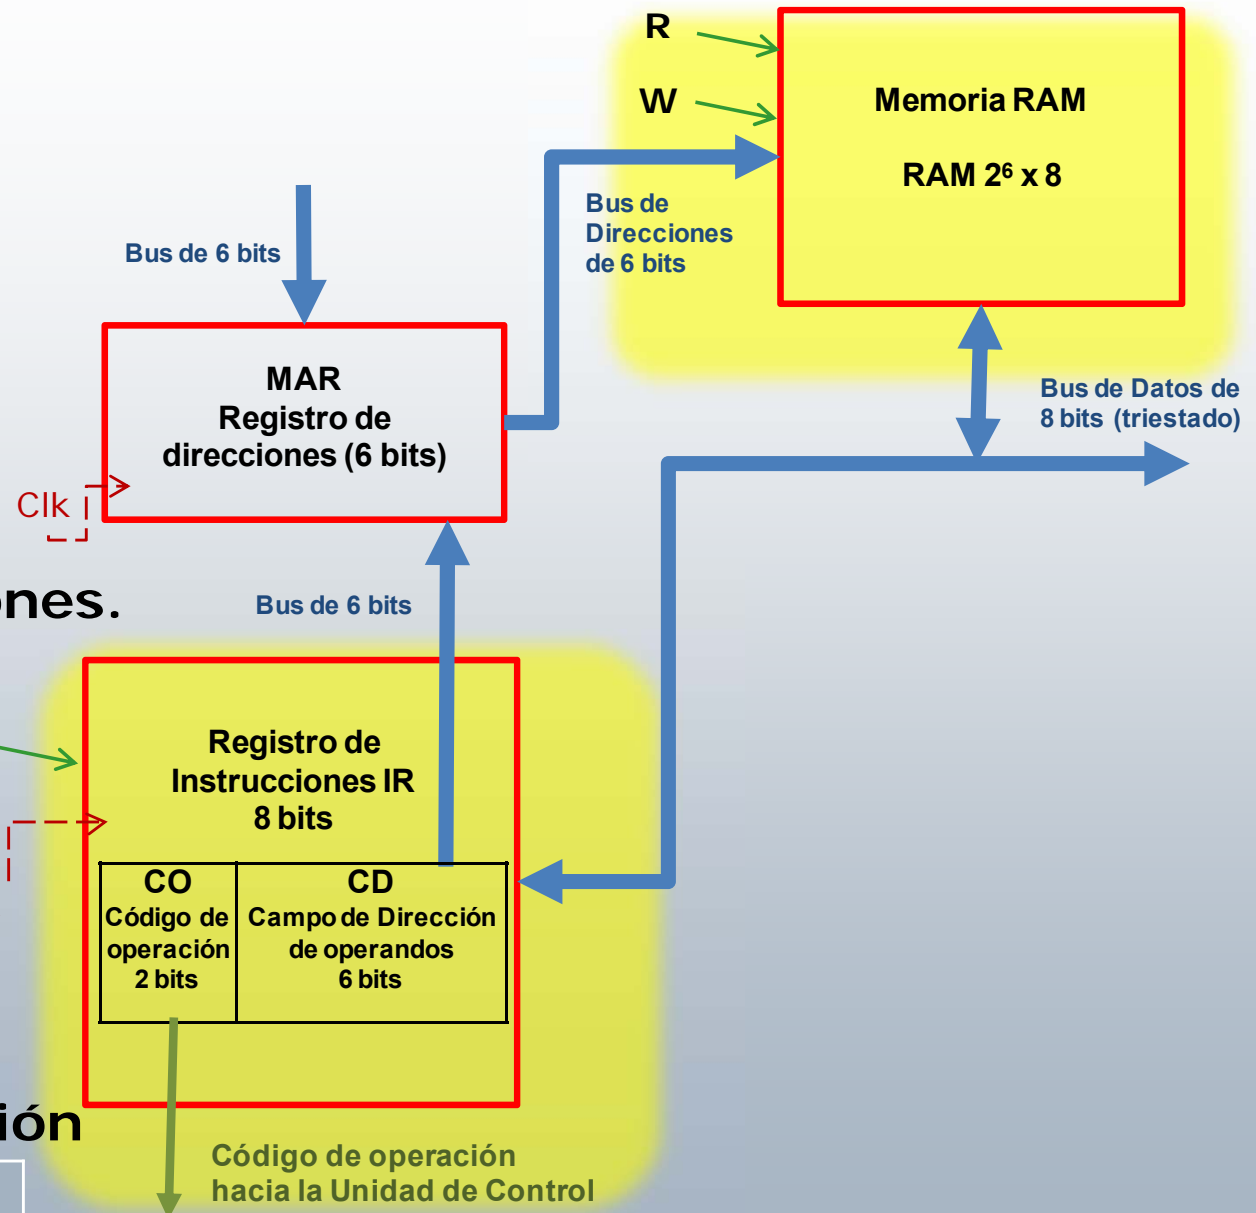 R
W
Memoria RAM
RAM 2⁶ x 8
Bus de 6 bits
Bus de
Direcciones
de 6 bits
MAR
Registro de
direcciones (6 bits)
Bus de Datos de
8 bits (triestado)
Clk
ones.
Bus de 6 bits
Registro de
Instrucciones IR
8 bits
CO
Código de
operación
2 bits
CD
Campo de Dirección
de operandos
6 bits
ión
Código de operación
hacia la Unidad de Control